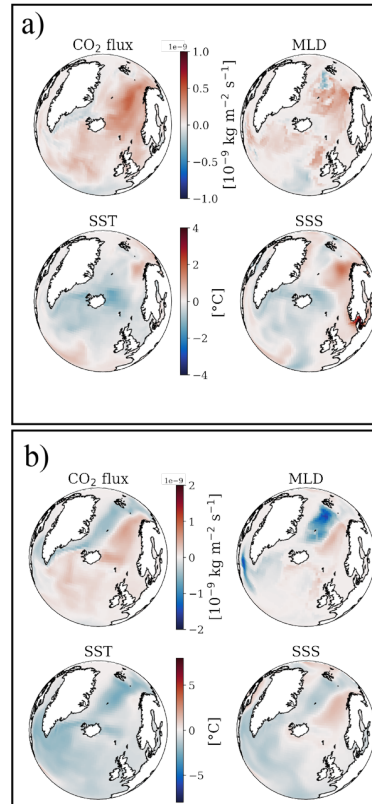 a)
CO₂ flux
MLD
1e−9
1.0
0.5
0.0
−0.5
−1.0
[10⁻⁹ kg m⁻² s⁻¹]
SST
SSS
4
2
0
−2
−4
[°C]
b)
CO₂ flux
MLD
1e−9
2
1
0
−1
−2
[10⁻⁹ kg m⁻² s⁻¹]
SST
SSS
5
0
−5
[°C]